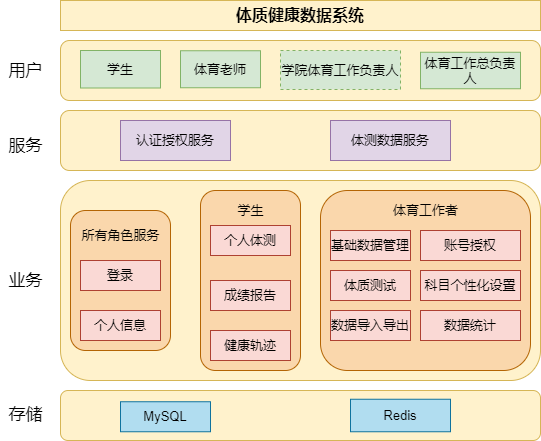 体质健康数据系统
用户
学生
体育老师
学院体育工作负责人
体育工作总负责
人
服务
认证授权服务
体测数据服务
业务
所有角色服务
登录
个人信息
学生
个人体测
成绩报告
健康轨迹
体育工作者
基础数据管理
账号授权
体质测试
科目个性化设置
数据导入导出
数据统计
存储
MySQL
Redis